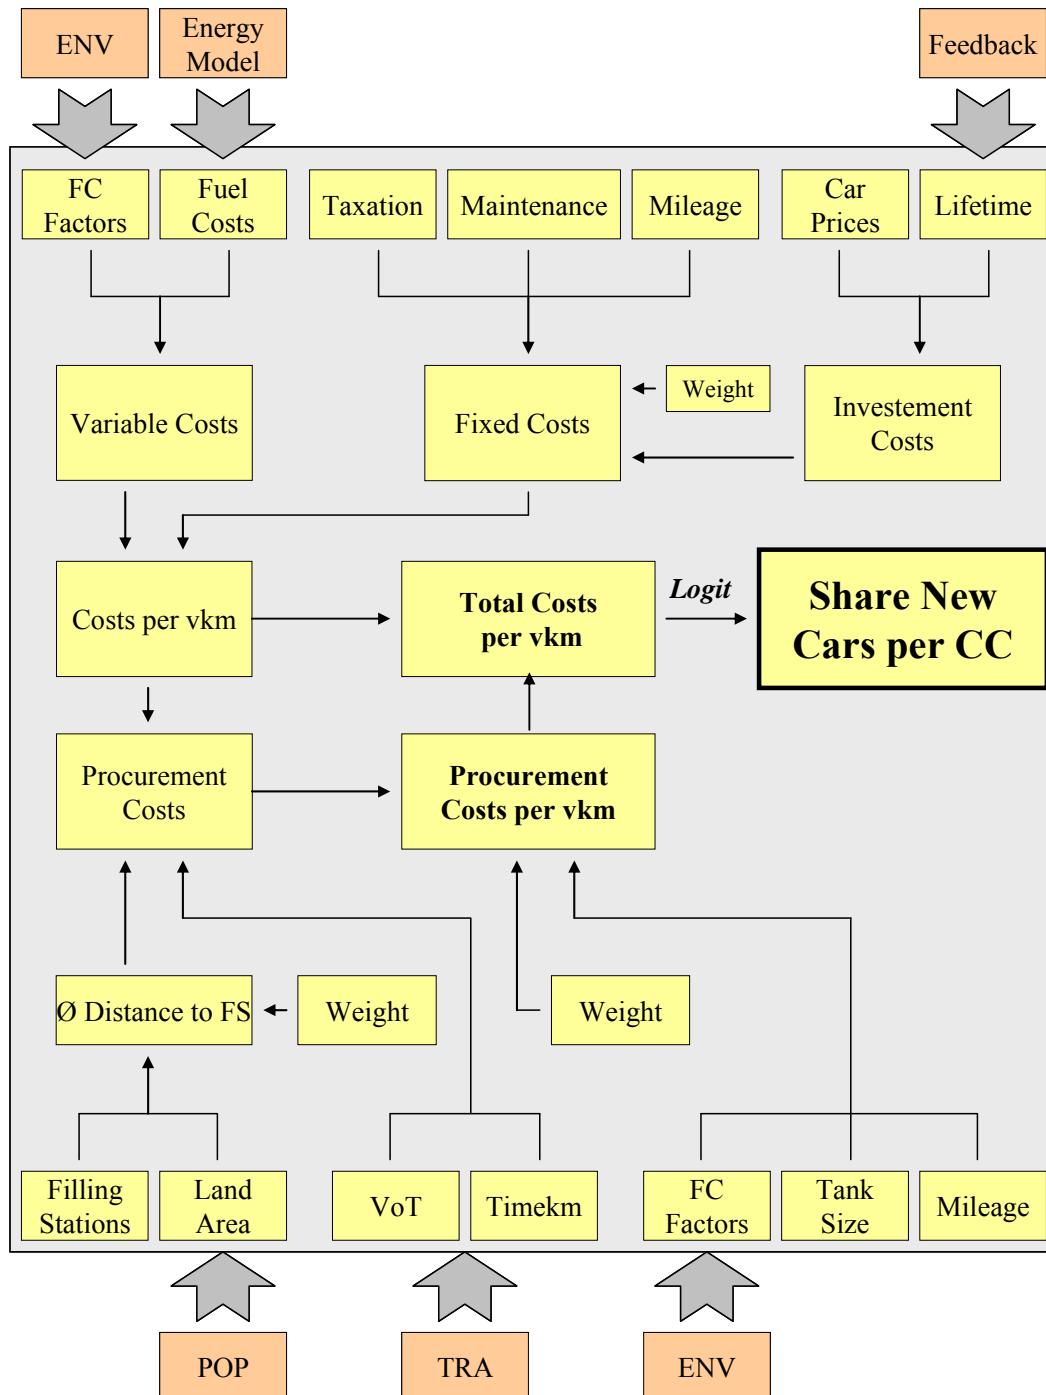 ENV
Energy
Model
Feedback
FC
Factors
Fuel
Costs
Taxation
Maintenance
Mileage
Car
Prices
Lifetime
Variable Costs
Fixed Costs
Weight
Investement
Costs
Costs per vkm
Total Costs
per vkm
Logit
Share New
Cars per CC
Procurement
Costs
Procurement
Costs per vkm
Ø Distance to FS
Weight
Weight
Filling
Stations
Land
Area
VoT
Timekm
FC
Factors
Tank
Size
Mileage
POP
TRA
ENV